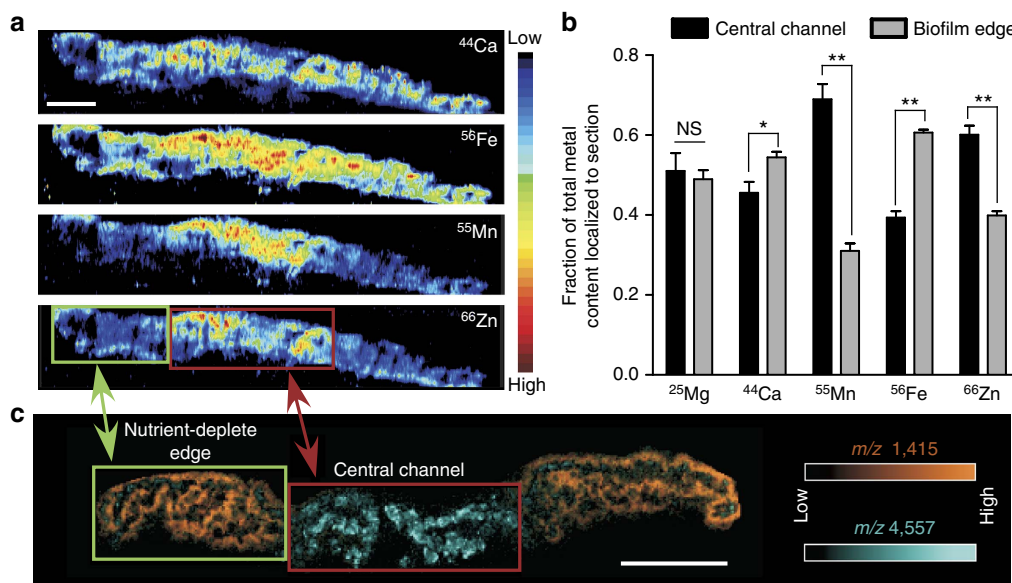 a
Low
⁴⁴Ca
⁵⁶Fe
⁵⁵Mn
⁶⁶Zn
High
b
Central channel
Biofilm edge
Fraction of total metal
content localized to section
0.8
0.6
0.4
0.2
0.0
NS
*
**
**
**
²⁵Mg
⁴⁴Ca
⁵⁵Mn
⁵⁶Fe
⁶⁶Zn
c
Nutrient-deplete
edge
Central channel
m/z 1,415
Low
High
m/z 4,557